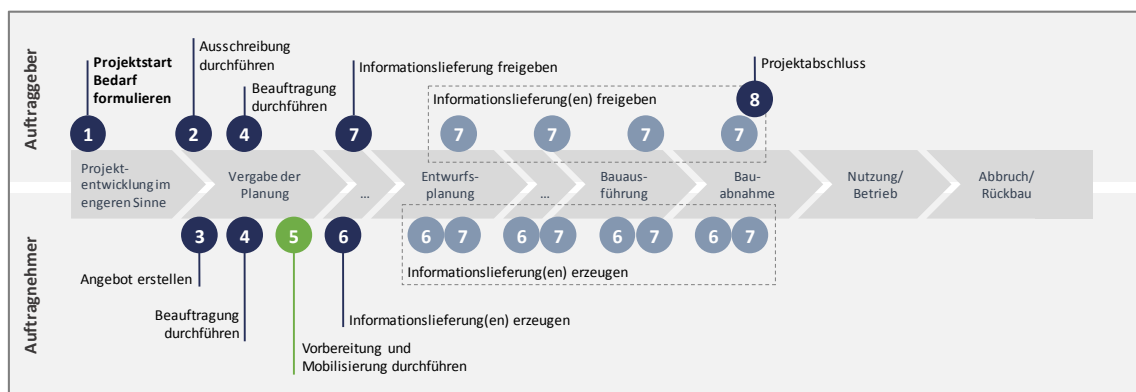 Auftraggeber
Projektstart
Bedarf
formulieren
Ausschreibung
durchführen
Beauftragung
durchführen
Informationslieferung freigeben
Informationslieferung(en) freigeben
Projektabschluss
1
2
4
7
7
7
7
7
8
Projekt-
entwicklung im
engeren Sinne
Vergabe der
Planung
...
Entwurfs-
planung
...
Bauaus-
führung
Bau-
abnahme
Nutzung/
Betrieb
Abbruch/
Rückbau
Auftragnehmer
3
4
5
6
6 7
6 7
6 7
6 7
Angebot erstellen
Informationslieferung(en) erzeugen
Beauftragung
durchführen
Informationslieferung(en) erzeugen
Vorbereitung und
Mobilisierung durchführen